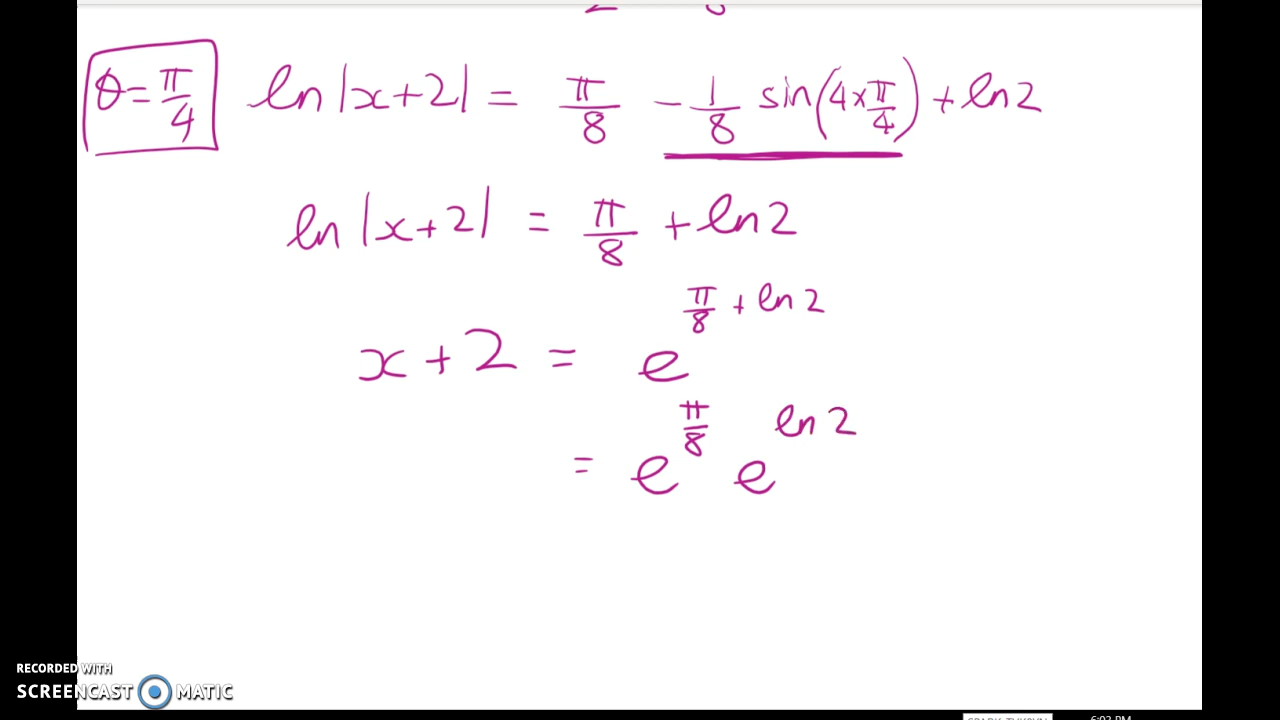 θ = π/4 ln|x+2| = π/8 - 1/8 sin(4×π/4) + ln2
ln|x+2| = π/8 + ln2
x + 2 = e^(π/8 + ln2)
= e^(π/8) e^(ln2)
RECORDED WITH
SCREENCAST MATIC